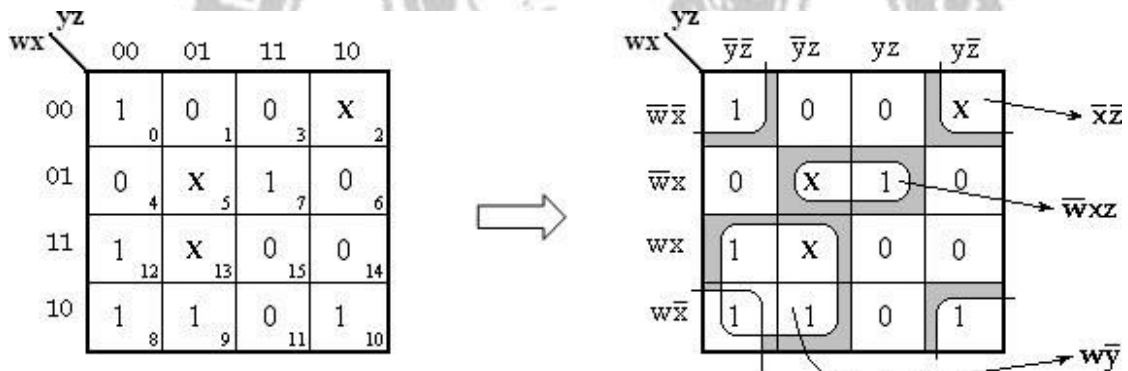 yz
wx 00 01 11 10
00 1 0 0 X
0 1 3 2
01 0 X 1 0
4 5 7 6
11 1 X 0 0
12 13 15 14
10 1 1 0 1
8 9 11 10
yz
wx y̅z̅ y̅z yz yz̅
w̅x̅ 1 0 0 X x̅z̅
w̅x 0 X 1 0
w̅xz
wx 1 X 0 0
wx̅ 1 1 0 1
wy̅